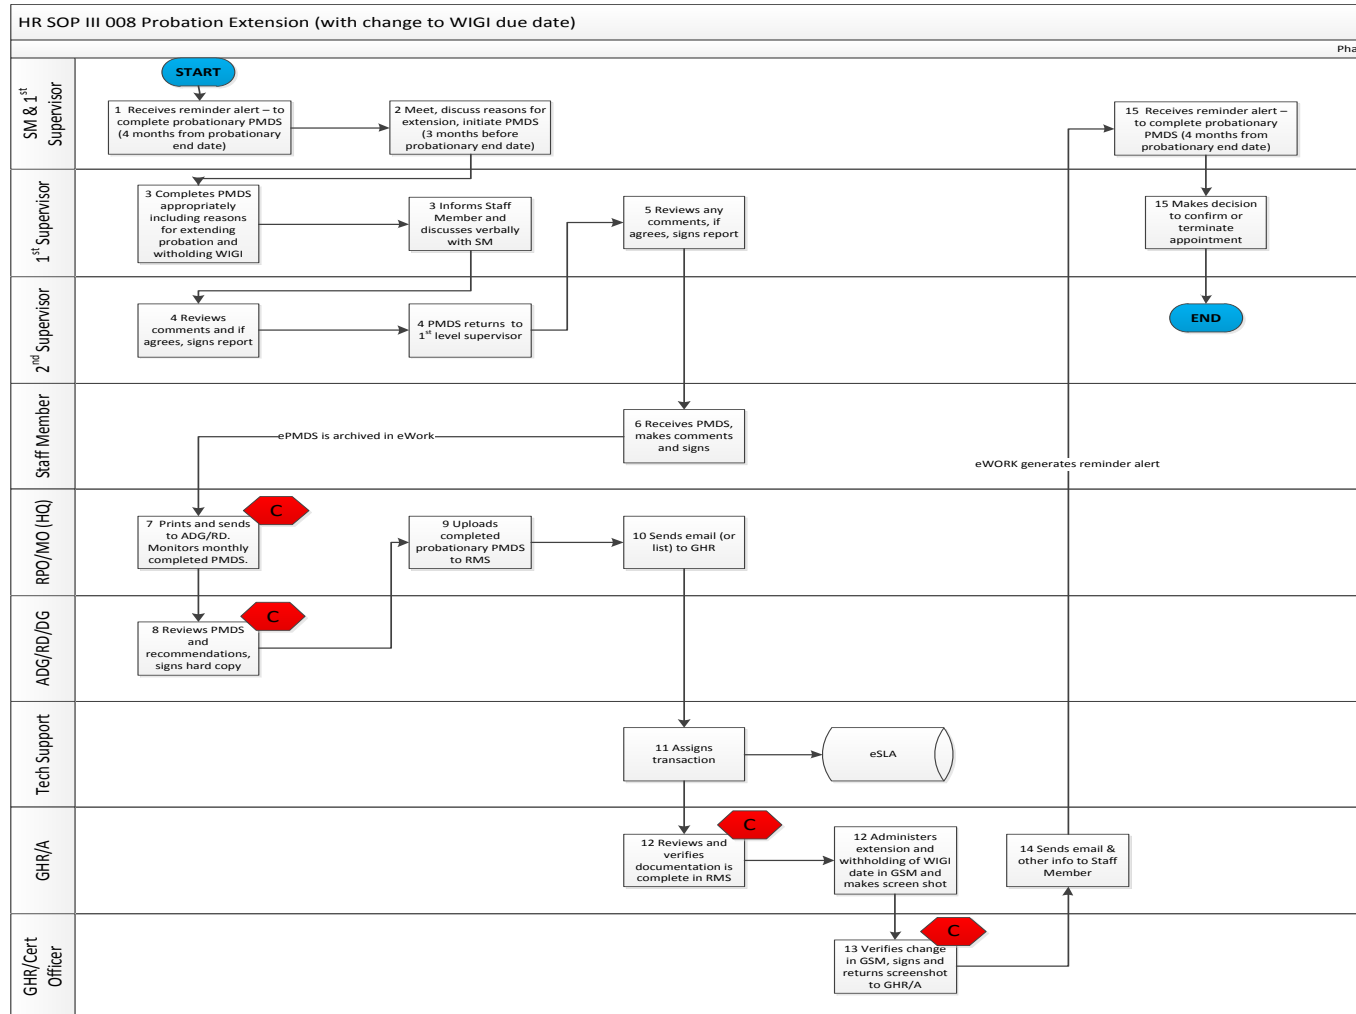 HR SOP III 008 Probation Extension (with change to WIGI due date)
Pha
SM & 1st
Supervisor
START
1 Receives reminder alert – to
complete probationary PMDS
(4 months from probationary
end date)
2 Meet, discuss reasons for
extension, initiate PMDS
(3 months before
probationary end date)
15 Receives reminder alert –
to complete probationary
PMDS (4 months from
probationary end date)
1st Supervisor
3 Completes PMDS
appropriately
including reasons
for extending
probation and
witholding WIGI
3 Informs Staff
Member and
discusses verbally
with SM
5 Reviews any
comments, if
agrees, signs report
15 Makes decision
to confirm or
terminate
appointment
2nd Supervisor
4 Reviews
comments and if
agrees, signs report
4 PMDS returns to
1st level supervisor
END
Staff Member
ePMDS is archived in eWork
6 Receives PMDS,
makes comments
and signs
eWORK generates reminder alert
RPO/MO (HQ)
C
7 Prints and sends
to ADG/RD.
Monitors monthly
completed PMDS.
9 Uploads
completed
probationary PMDS
to RMS
10 Sends email (or
list) to GHR
ADG/RD/DG
C
8 Reviews PMDS
and
recommendations,
signs hard copy
Tech Support
11 Assigns
transaction
eSLA
GHR/A
C
12 Reviews and
verifies
documentation is
complete in RMS
12 Administers
extension and
withholding of WIGI
date in GSM and
makes screen shot
14 Sends email &
other info to Staff
Member
GHR/Cert
Officer
C
13 Verifies change
in GSM, signs and
returns screenshot
to GHR/A